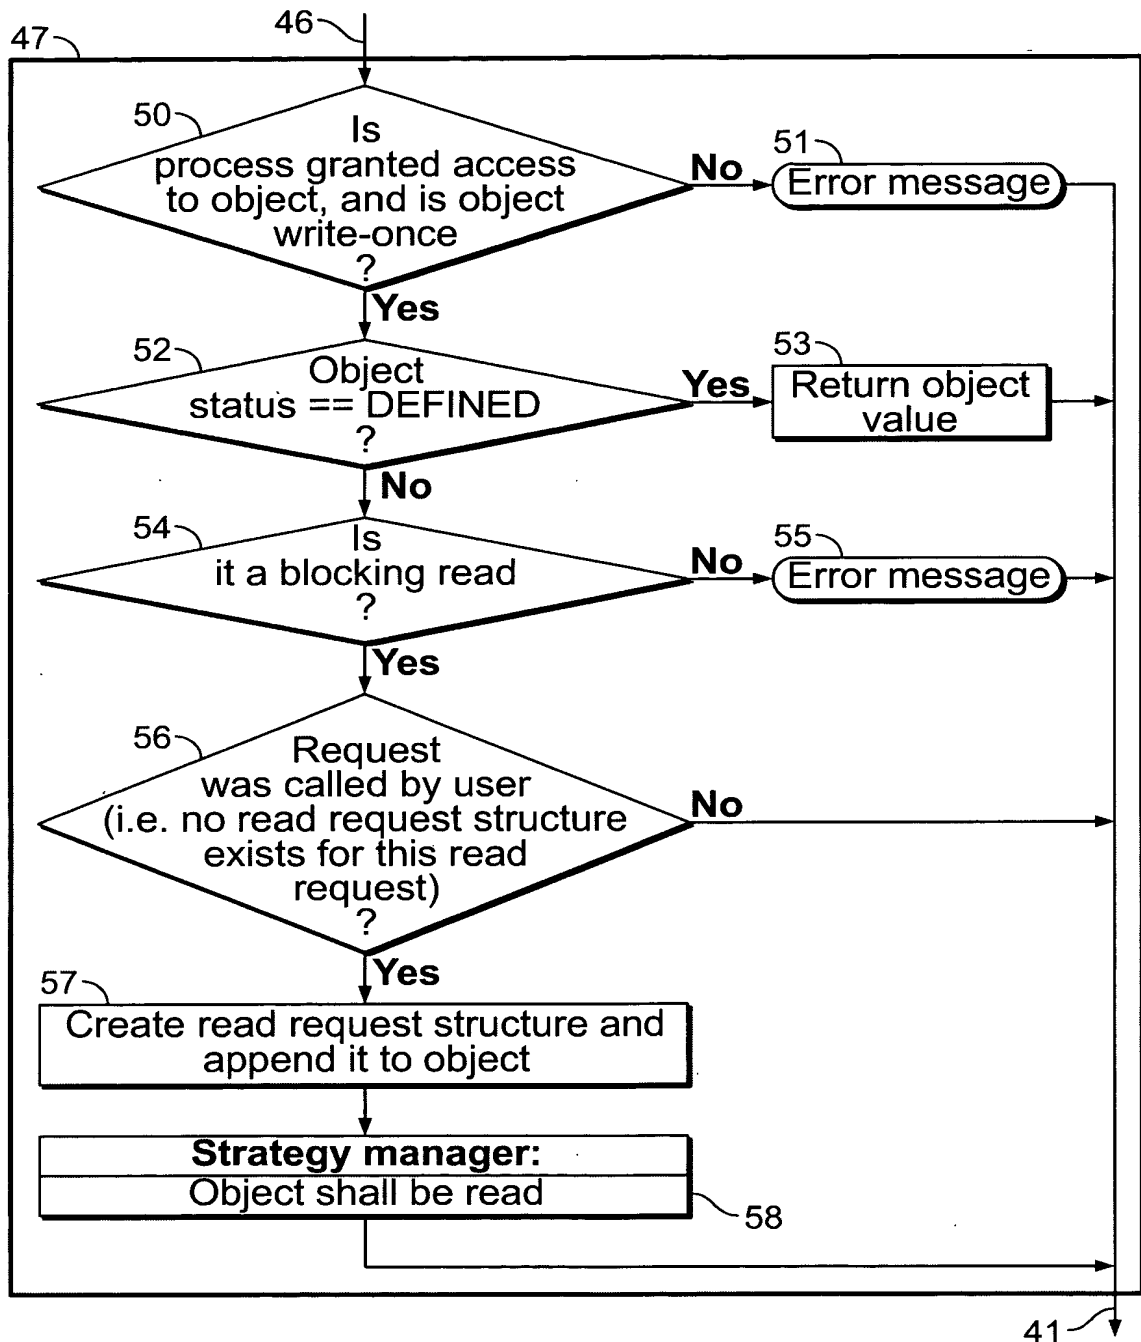 46
47
50
Is
process granted access
to object, and is object
write-once
?
No
51
Error message
Yes
52
Object
status == DEFINED
?
Yes
53
Return object
value
No
54
Is
it a blocking read
?
No
55
Error message
Yes
56
Request
was called by user
(i.e. no read request structure
exists for this read
request)
?
No
Yes
57
Create read request structure and
append it to object
Strategy manager:
Object shall be read
58
41